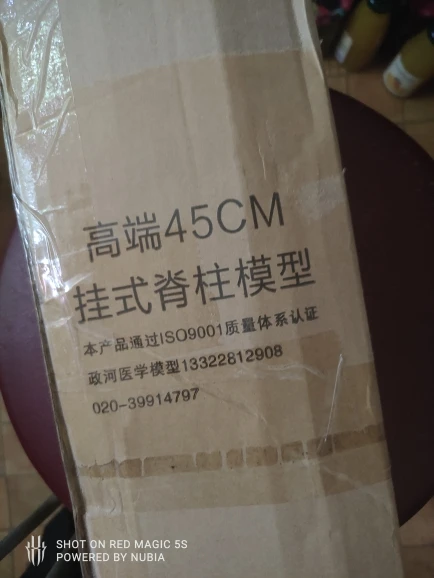 高端45CM
挂式脊柱模型
本产品通过ISO9001质量体系认证
政河医学模型13322812908
020-39914797
SHOT ON RED MAGIC 5S
POWERED BY NUBIA